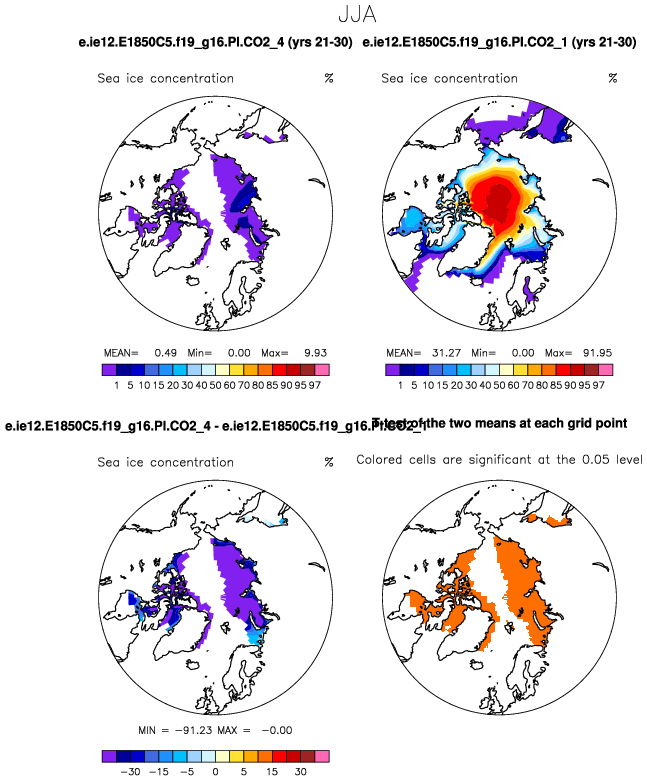 JJA
e.ie12.E1850C5.f19_g16.PI.CO2_4 (yrs 21-30) e.ie12.E1850C5.f19_g16.PI.CO2_1 (yrs 21-30)
Sea ice concentration % Sea ice concentration %
MEAN= 0.49 Min= 0.00 Max= 9.93 MEAN= 31.27 Min= 0.00 Max= 91.95
1 5 10 15 20 30 40 50 60 70 80 85 90 95 97 1 5 10 15 20 30 40 50 60 70 80 85 90 95 97
e.ie12.E1850C5.f19_g16.PI.CO2_4 - e.ie12.E1850C5.f19_g16.PI.CO2_1 T-test of the two means at each grid point
Sea ice concentration % Colored cells are significant at the 0.05 level
MIN = -91.23 MAX = -0.00
-30 -15 -5 0 5 15 30